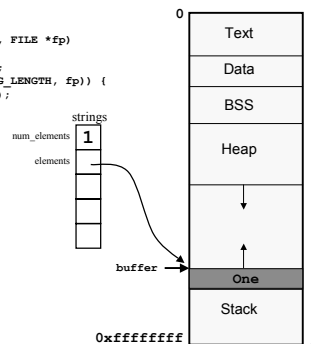 , FILE *fp)
;
G_LENGTH, fp)) {
);
strings
num_elements 1
elements
buffer
0
Text
Data
BSS
Heap
One
Stack
0xffffffff